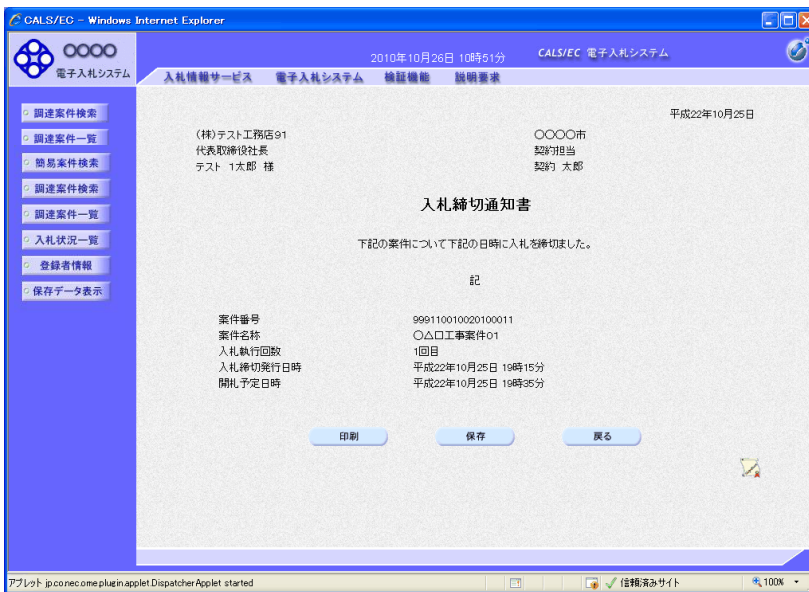 CALS/EC - Windows Internet Explorer
〇〇〇〇
電子入札システム
2010年10月26日 10時51分
CALS/EC 電子入札システム
入札情報サービス 電子入札システム 検証機能 説明要求
調達案件検索
調達案件一覧
簡易案件検索
調達案件検索
調達案件一覧
入札状況一覧
登録者情報
保存データ表示
平成22年10月25日
(株)テスト工務店91
代表取締役社長
テスト 1太郎 様
〇〇〇〇市
契約担当
契約 太郎
入札締切通知書
下記の案件について下記の日時に入札を締切ました。
記
案件番号 999110010020100011
案件名称 〇△口工事案件01
入札執行回数 1回目
入札締切発行日時 平成22年10月25日 19時15分
開札予定日時 平成22年10月25日 19時35分
印刷 保存 戻る
アプレット jp.co.nec.ome.plugin.applet.DispatcherApplet started
信頼済みサイト
100%